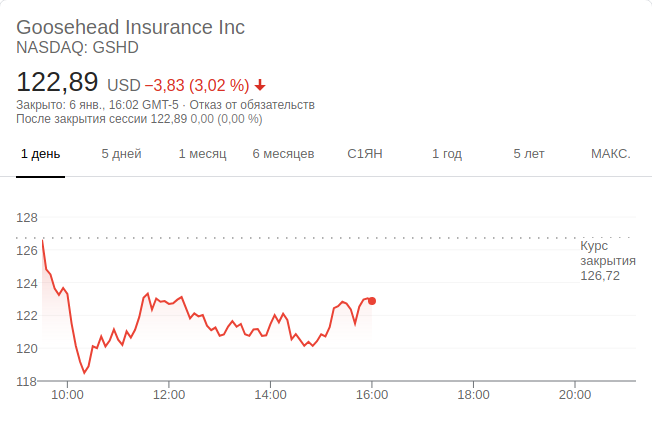 Goosehead Insurance Inc
NASDAQ: GSHD
122,89 USD −3,83 (3,02 %)
Закрыто: 6 янв., 16:02 GMT-5 · Отказ от обязательств
После закрытия сессии 122,89 0,00 (0,00 %)
1 день 5 дней 1 месяц 6 месяцев С1ЯН 1 год 5 лет МАКС.
128
126
124
122
120
118
Курс
закрытия
126,72
10:00 12:00 14:00 16:00 18:00 20:00